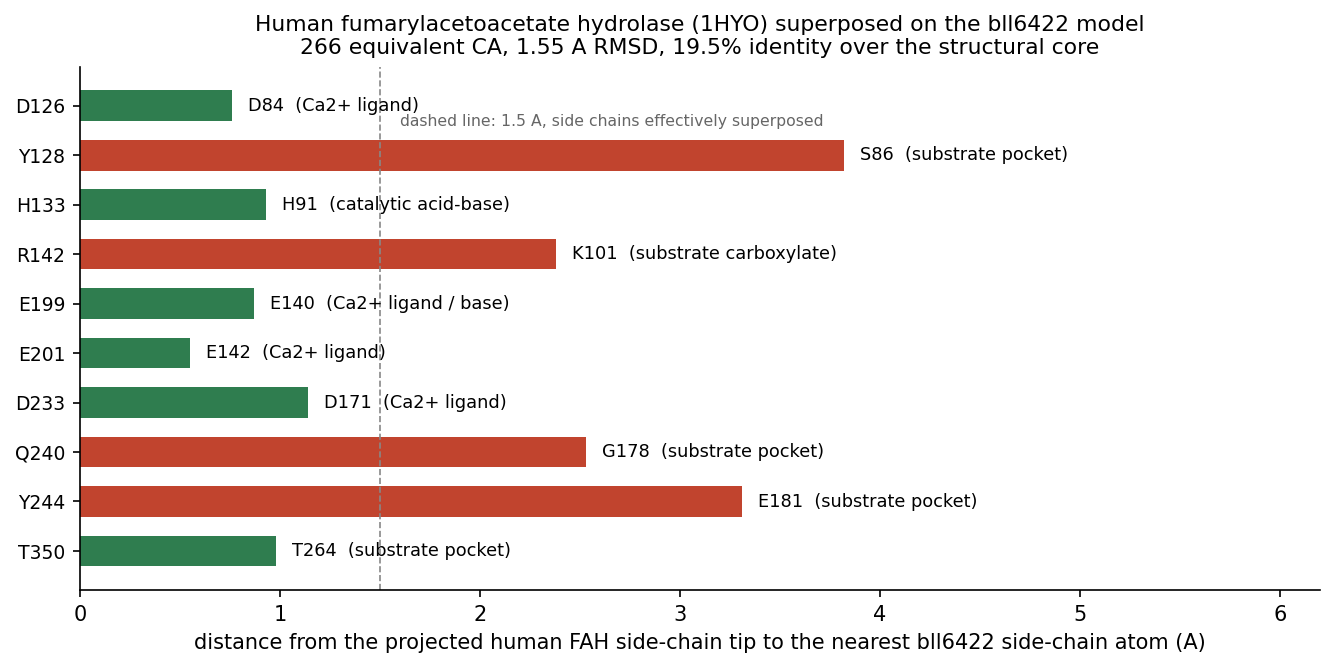 Human fumarylacetoacetate hydrolase (1HYO) superposed on the bll6422 model
266 equivalent CA, 1.55 A RMSD, 19.5% identity over the structural core
D126
D84  (Ca2+ ligand)
dashed line: 1.5 A, side chains effectively superposed
Y128
S86  (substrate pocket)
H133
H91  (catalytic acid-base)
R142
K101  (substrate carboxylate)
E199
E140  (Ca2+ ligand / base)
E201
E142  (Ca2+ ligand)
D233
D171  (Ca2+ ligand)
Q240
G178  (substrate pocket)
Y244
E181  (substrate pocket)
T350
T264  (substrate pocket)
0 1 2 3 4 5 6
distance from the projected human FAH side-chain tip to the nearest bll6422 side-chain atom (A)